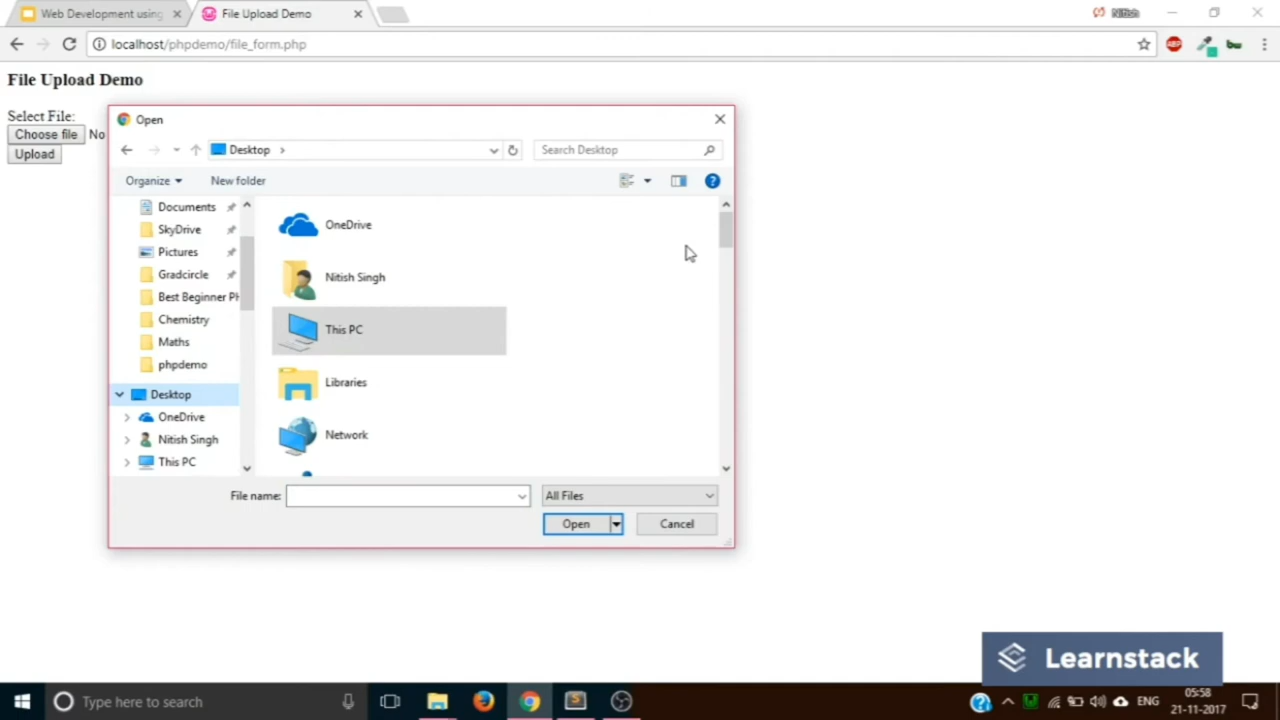 Web Development using
File Upload Demo
Nitish
localhost/phpdemo/file_form.php
ABP
File Upload Demo
Select File:
Choose file No
Upload
Open
Desktop
Search Desktop
Organize
New folder
Documents
SkyDrive
Pictures
Gradcircle
Best Beginner PH
Chemistry
Maths
phpdemo
Desktop
OneDrive
Nitish Singh
This PC
OneDrive
Nitish Singh
This PC
Libraries
Network
File name:
All Files
Open
Cancel
Learnstack
Type here to search
ENG
05:58
21-11-2017